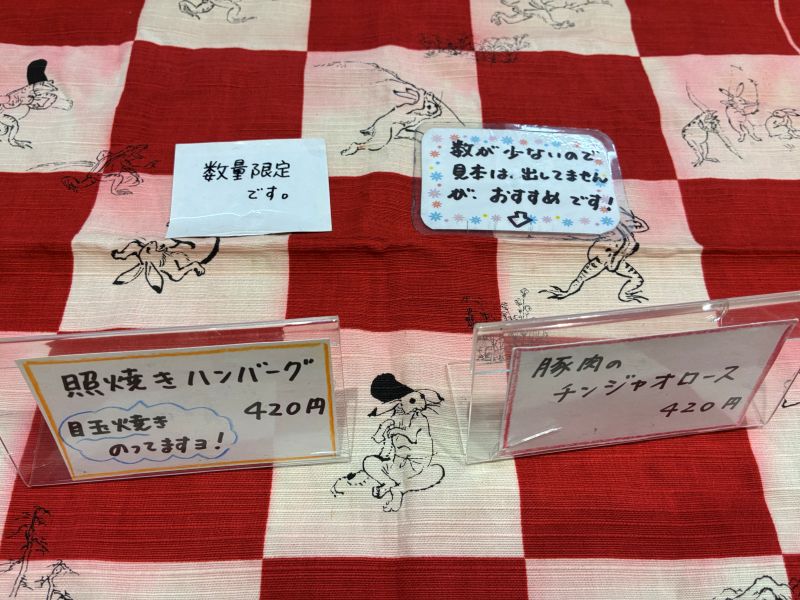 数量限定
です。
数が少ないので、
見本は、出してません
が、おすすめです!
照焼きハンバーグ
420円
目玉焼き
のってますヨ!
豚肉の
チンジャオロース
420円